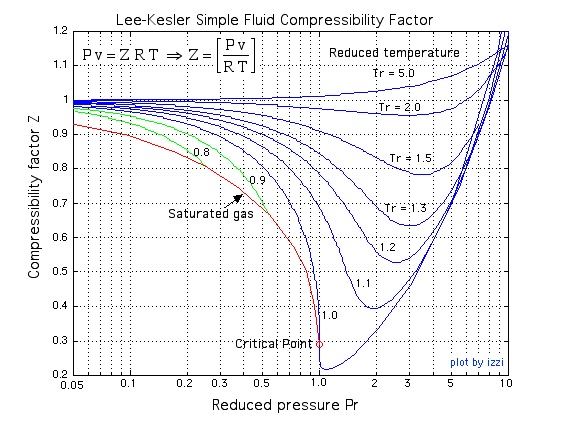 Lee-Kesler Simple Fluid Compressibility Factor
Pv = Z R T ⇒ Z = [Pv / RT]
Reduced temperature
Tr = 5.0
Tr = 2.0
Tr = 1.5
Tr = 1.3
1.2
1.1
1.0
0.9
0.8
Saturated gas
Critical Point
plot by izzi
Compressibility factor Z
1.2
1.1
1
0.9
0.8
0.7
0.6
0.5
0.4
0.3
0.2
0.05
0.1
0.2
0.3
0.5
1.0
2
3
5
10
Reduced pressure Pr